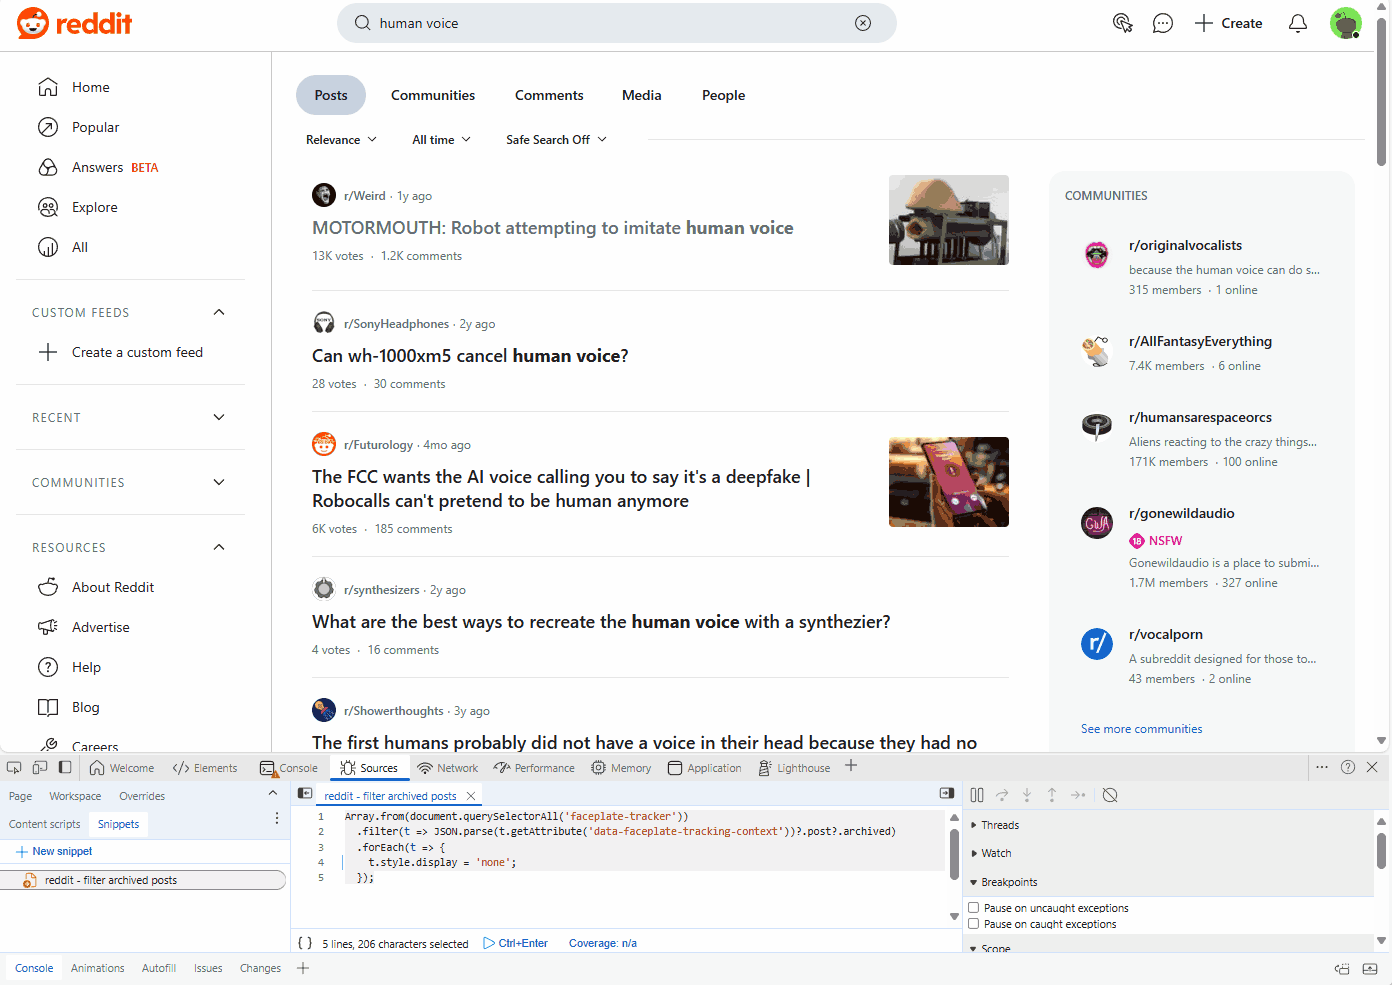 reddit
human voice
Create
Home
Popular
Answers BETA
Explore
All
CUSTOM FEEDS
Create a custom feed
RECENT
COMMUNITIES
RESOURCES
About Reddit
Advertise
Help
Blog
Careers
Posts Communities Comments Media People
Relevance All time Safe Search Off
r/Weird · 1y ago
MOTORMOUTH: Robot attempting to imitate human voice
13K votes · 1.2K comments
r/SonyHeadphones · 2y ago
Can wh-1000xm5 cancel human voice?
28 votes · 30 comments
r/Futurology · 4mo ago
The FCC wants the AI voice calling you to say it's a deepfake |
Robocalls can't pretend to be human anymore
6K votes · 185 comments
r/synthesizers · 2y ago
What are the best ways to recreate the human voice with a synthezier?
4 votes · 16 comments
r/Showerthoughts · 3y ago
The first humans probably did not have a voice in their head because they had no
COMMUNITIES
r/originalvocalists
because the human voice can do s...
315 members · 1 online
r/AllFantasyEverything
7.4K members · 6 online
r/humansarespaceorcs
Aliens reacting to the crazy things...
171K members · 100 online
GWA
r/gonewildaudio
18 NSFW
Gonewildaudio is a place to submi...
1.7M members · 327 online
r/
r/vocalporn
A subreddit designed for those to...
43 members · 2 online
See more communities
Welcome Elements Console Sources Network Performance Memory Application Lighthouse
Page Workspace Overrides
Content scripts Snippets
New snippet
reddit - filter archived posts
reddit - filter archived posts
1 Array.from(document.querySelectorAll('faceplate-tracker'))
2 .filter(t => JSON.parse(t.getAttribute('data-faceplate-tracking-context'))?.post?.archived)
3 .forEach(t => {
4 t.style.display = 'none';
5 });
{ } 5 lines, 206 characters selected Ctrl+Enter Coverage: n/a
Threads
Watch
Breakpoints
Pause on uncaught exceptions
Pause on caught exceptions
Scope
Console Animations Autofill Issues Changes